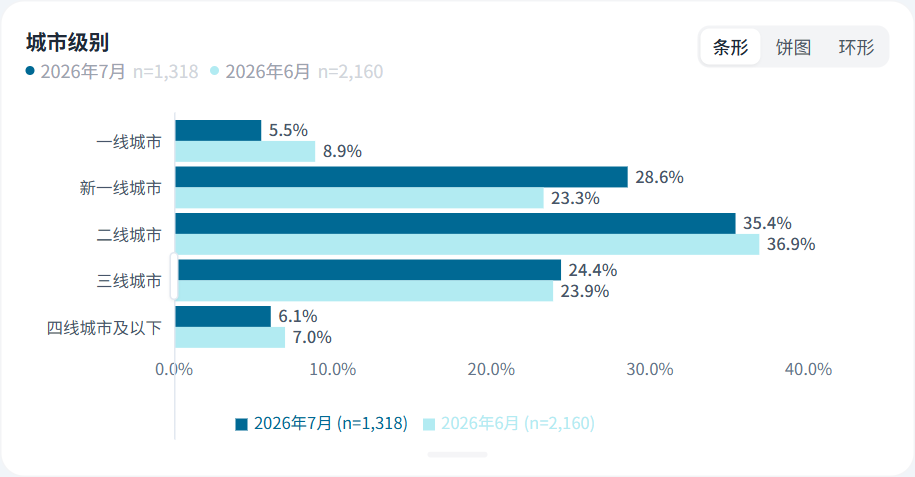 城市级别
条形 饼图 环形
2026年7月 n=1,318 2026年6月 n=2,160
一线城市 5.5% 8.9%
新一线城市 28.6% 23.3%
二线城市 35.4% 36.9%
三线城市 24.4% 23.9%
四线城市及以下 6.1% 7.0%
0.0% 10.0% 20.0% 30.0% 40.0%
2026年7月 (n=1,318) 2026年6月 (n=2,160)